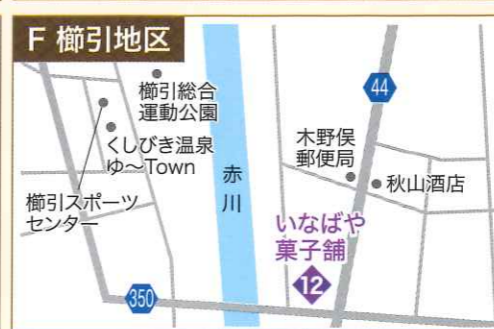 F 櫛引地区
櫛引総合
運動公園
くしびき温泉
ゆ～Town
櫛引スポーツ
センター
赤川
44
木野俣
郵便局
秋山酒店
いなばや
菓子舗
12
350